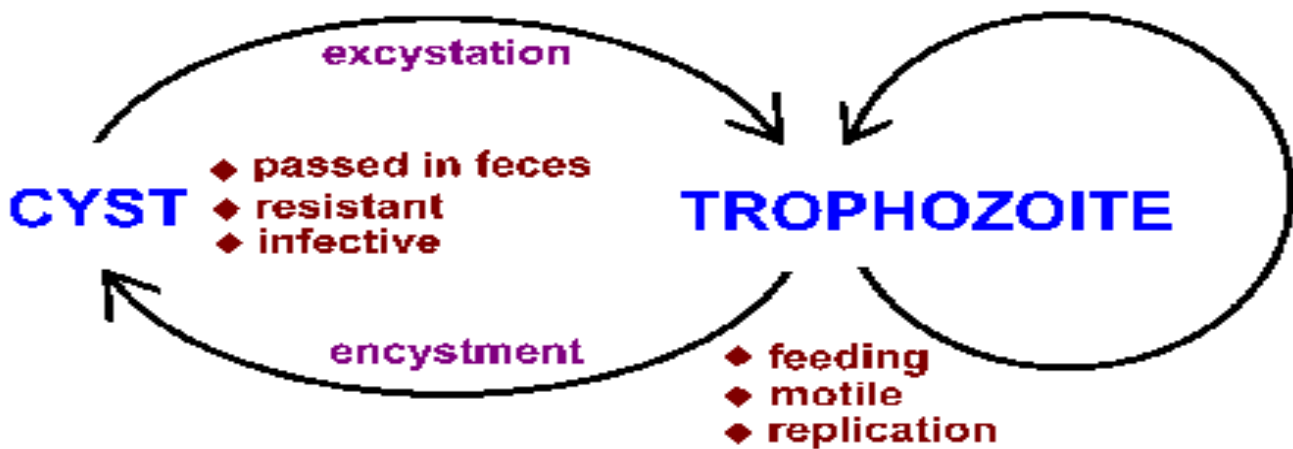 excystation
CYST
◆ passed in feces
◆ resistant
◆ infective
TROPHOZOITE
encystment
◆ feeding
◆ motile
◆ replication